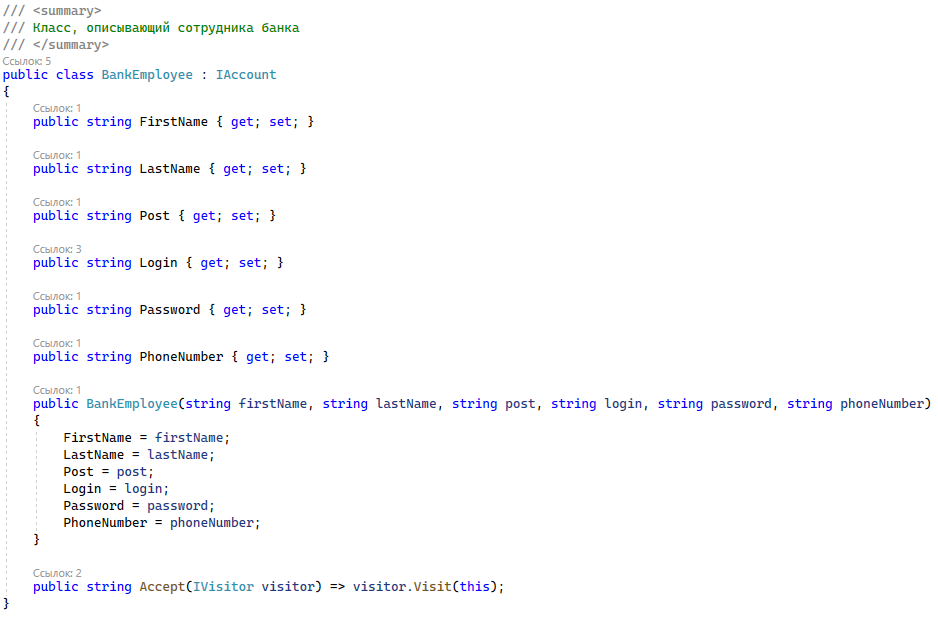 /// <summary>
/// Класс, описывающий сотрудника банка
/// </summary>
Ссылок: 5
public class BankEmployee : IAccount
{
Ссылок: 1
public string FirstName { get; set; }
Ссылок: 1
public string LastName { get; set; }
Ссылок: 1
public string Post { get; set; }
Ссылок: 3
public string Login { get; set; }
Ссылок: 1
public string Password { get; set; }
Ссылок: 1
public string PhoneNumber { get; set; }
Ссылок: 1
public BankEmployee(string firstName, string lastName, string post, string login, string password, string phoneNumber)
{
FirstName = firstName;
LastName = lastName;
Post = post;
Login = login;
Password = password;
PhoneNumber = phoneNumber;
}
Ссылок: 2
public string Accept(IVisitor visitor) => visitor.Visit(this);
}